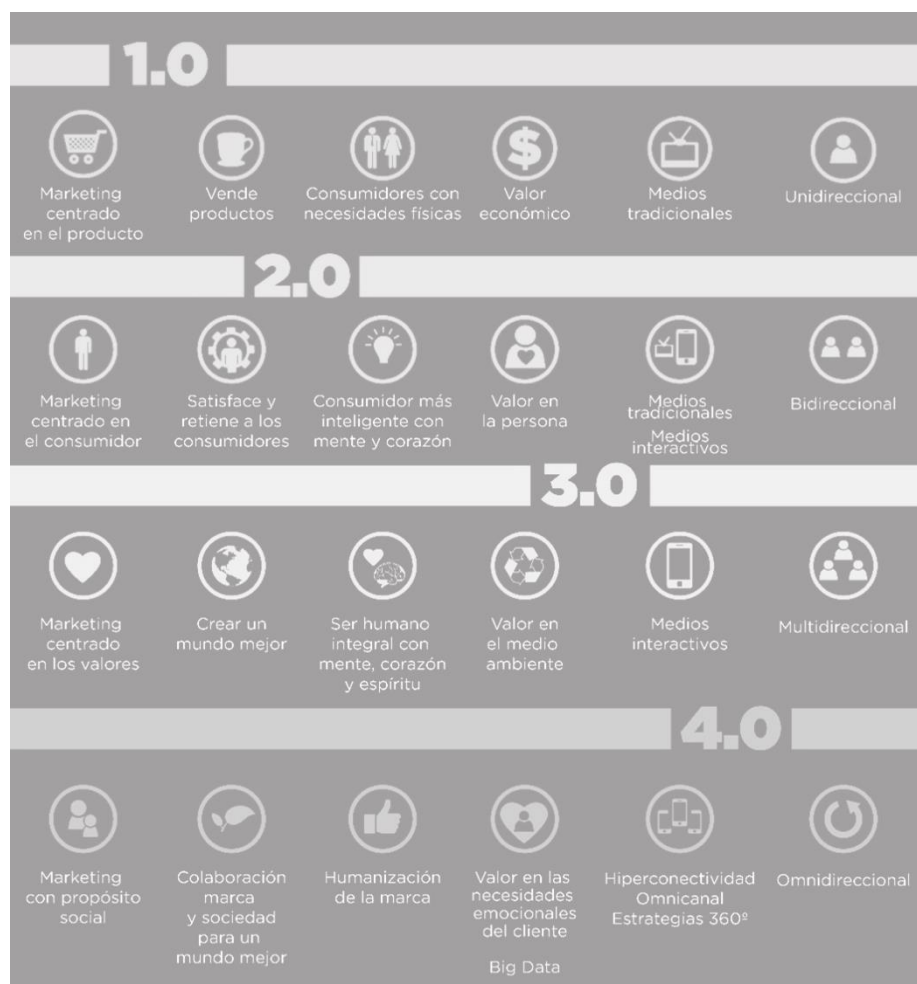 1.0
Marketing
centrado
en el producto
Vende
productos
Consumidores con
necesidades físicas
$
Valor
económico
Medios
tradicionales
Unidireccional
2.0
Marketing
centrado en
el consumidor
Satisface y
retiene a los
consumidores
Consumidor más
inteligente con
mente y corazón
Valor en
la persona
Medios
tradicionales
Medios
interactivos
Bidireccional
3.0
Marketing
centrado
en los valores
Crear un
mundo mejor
Ser humano
integral con
mente, corazón
y espíritu
Valor en
el medio
ambiente
Medios
interactivos
Multidireccional
4.0
Marketing
con propósito
social
Colaboración
marca
y sociedad
para un
mundo mejor
Humanización
de la marca
Valor en las
necesidades
emocionales
del cliente
Big Data
Hiperconectividad
Omnicanal
Estrategias 360º
Omnidireccional